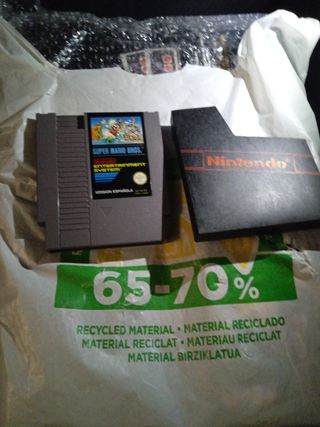 SUPER MARIO BROS.
Nintendo
ENTERTAINMENT
SYSTEM
VERSION ESPAÑOLA
Nintendo
65-70%
RECYCLED MATERIAL • MATERIAL RECICLADO
MATERIAL RECICLAT • MATERIAU RECICLAT
MATERIAL BIRZIKLATUA